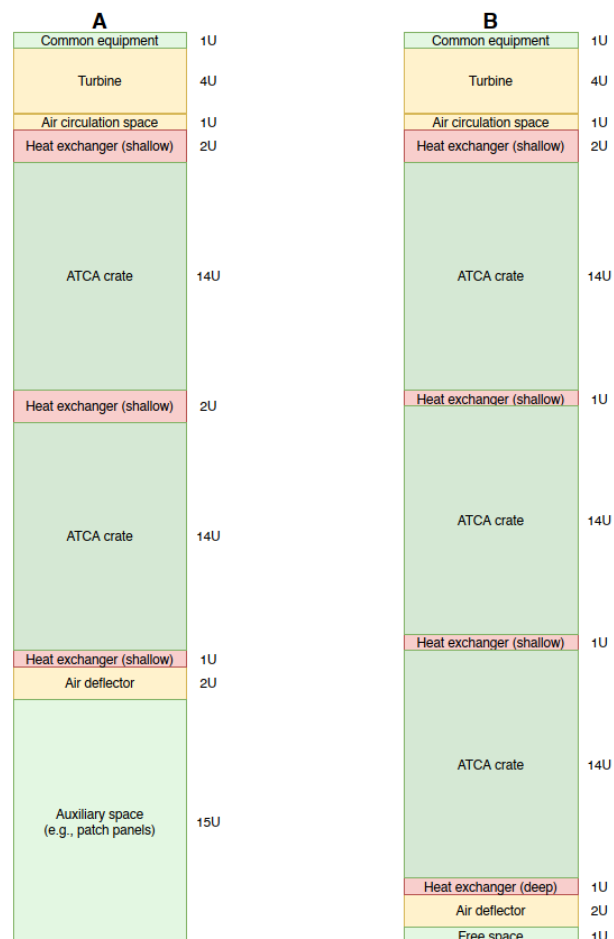 A
Common equipment 1U
Turbine 4U
Air circulation space 1U
Heat exchanger (shallow) 2U
ATCA crate 14U
Heat exchanger (shallow) 2U
ATCA crate 14U
Heat exchanger (shallow) 1U
Air deflector 2U
Auxiliary space
(e.g., patch panels) 15U
B
Common equipment 1U
Turbine 4U
Air circulation space 1U
Heat exchanger (shallow) 2U
ATCA crate 14U
Heat exchanger (shallow) 1U
ATCA crate 14U
Heat exchanger (shallow) 1U
ATCA crate 14U
Heat exchanger (deep) 1U
Air deflector 2U
Free space 1U